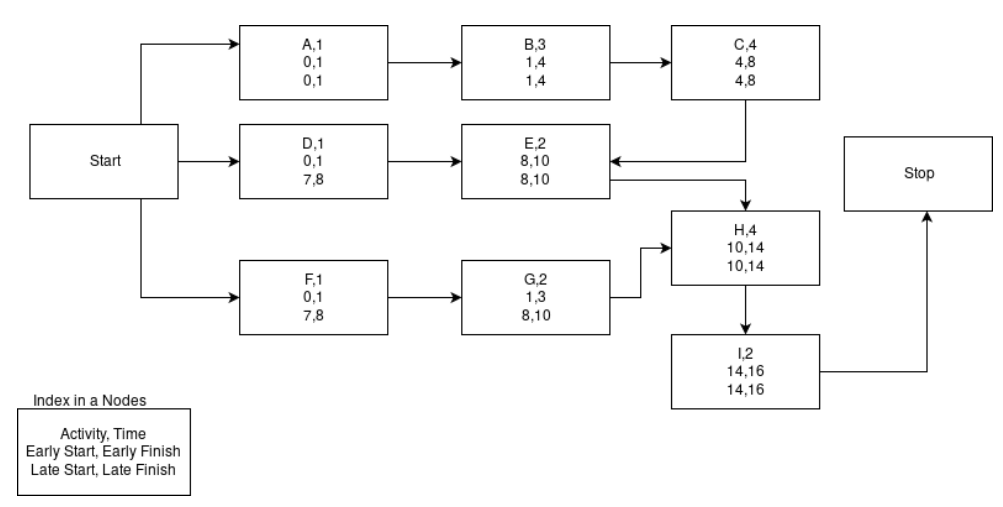 A,1
0,1
0,1
B,3
1,4
1,4
C,4
4,8
4,8
Start
D,1
0,1
7,8
E,2
8,10
8,10
Stop
H,4
10,14
10,14
F,1
0,1
7,8
G,2
1,3
8,10
I,2
14,16
14,16
Index in a Nodes
Activity, Time
Early Start, Early Finish
Late Start, Late Finish